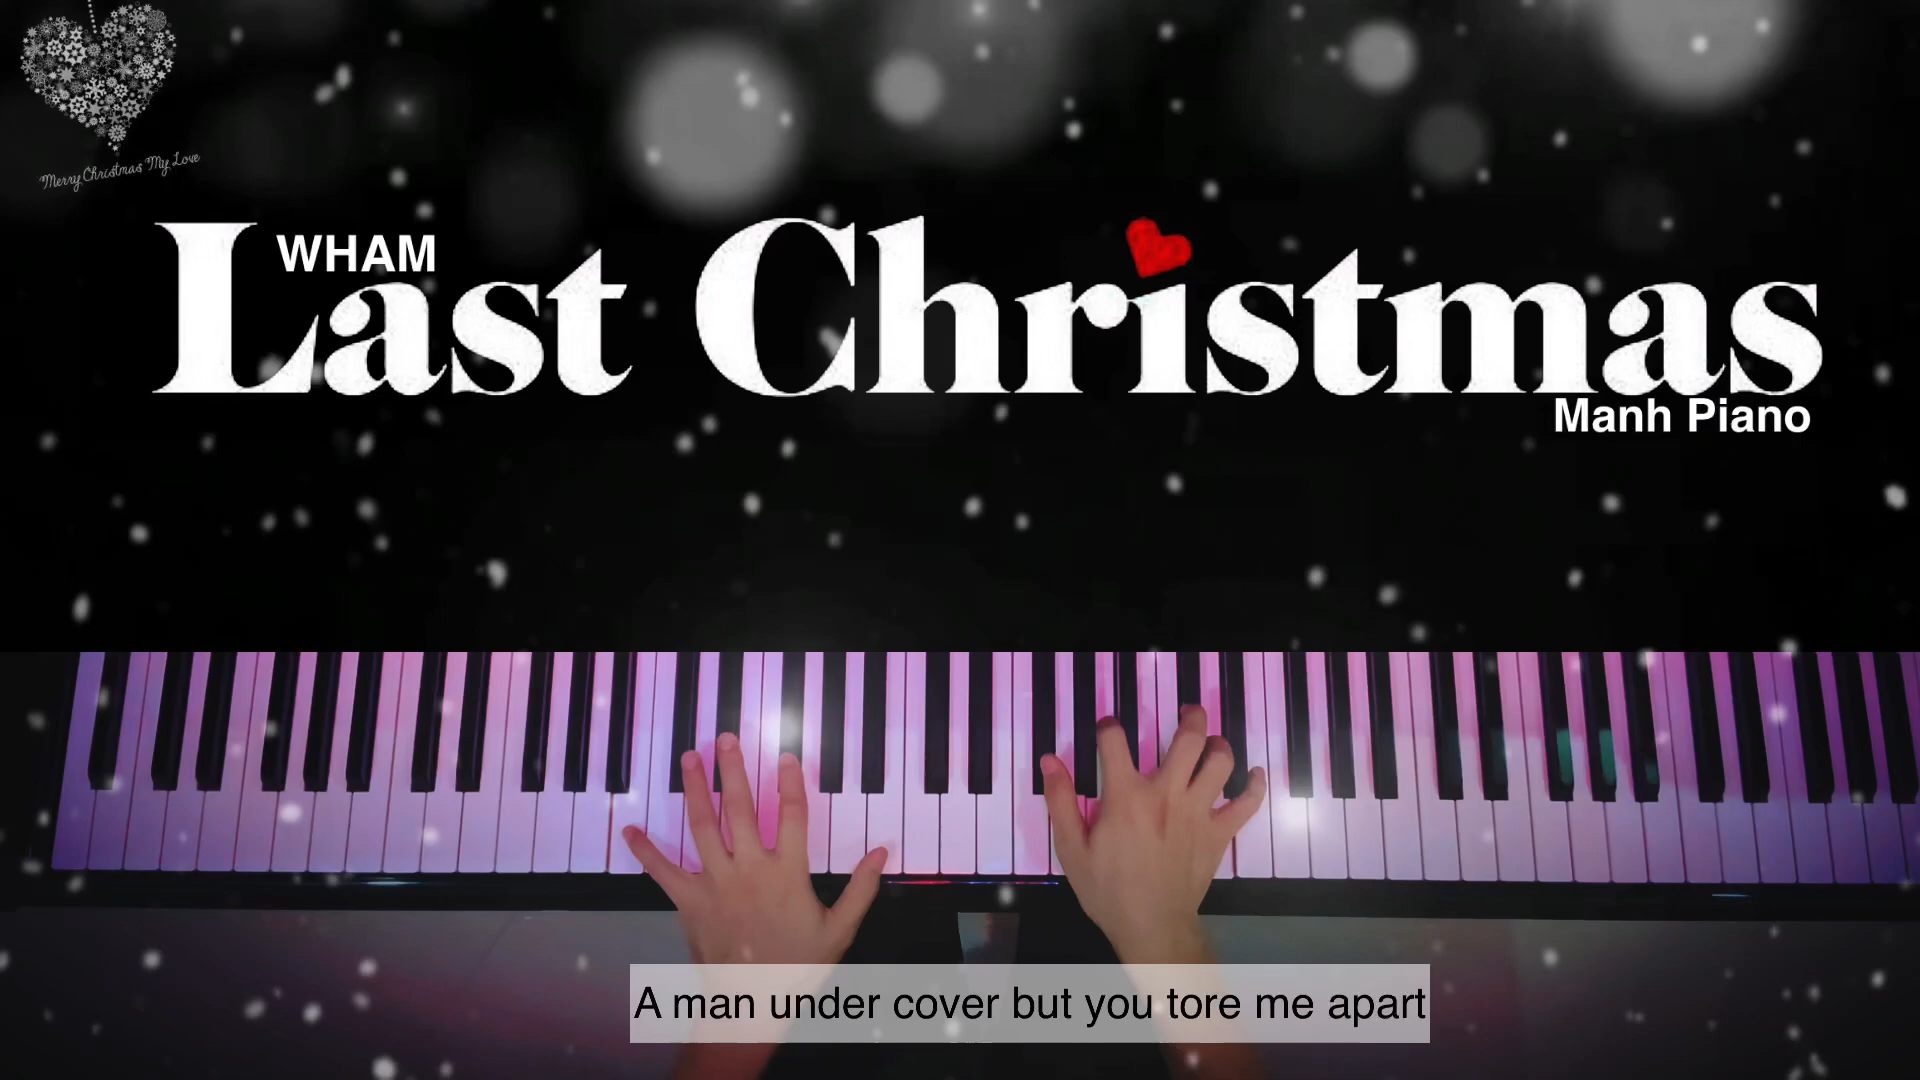 Merry Christmas My Love
WHAM
Last Christmas
Manh Piano
A man under cover but you tore me apart